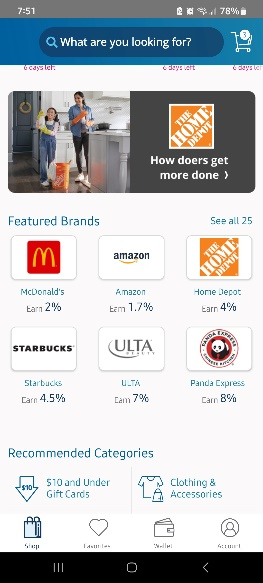 7:51
78%
What are you looking for?
6 days left
6 days left
THE HOME DEPOT
How doers get
more done
Featured Brands
See all 25
amazon
THE HOME DEPOT
McDonald's
Amazon
Home Depot
Earn 2%
Earn 1.7%
Earn 4%
STARBUCKS
ULTA
BEAUTY
PANDA EXPRESS
CHINESE KITCHEN
Starbucks
ULTA
Panda Express
Earn 4.5%
Earn 7%
Earn 8%
Recommended Categories
$10
$10 and Under
Gift Cards
Clothing &
Accessories
Shop
Favorites
Wallet
Account